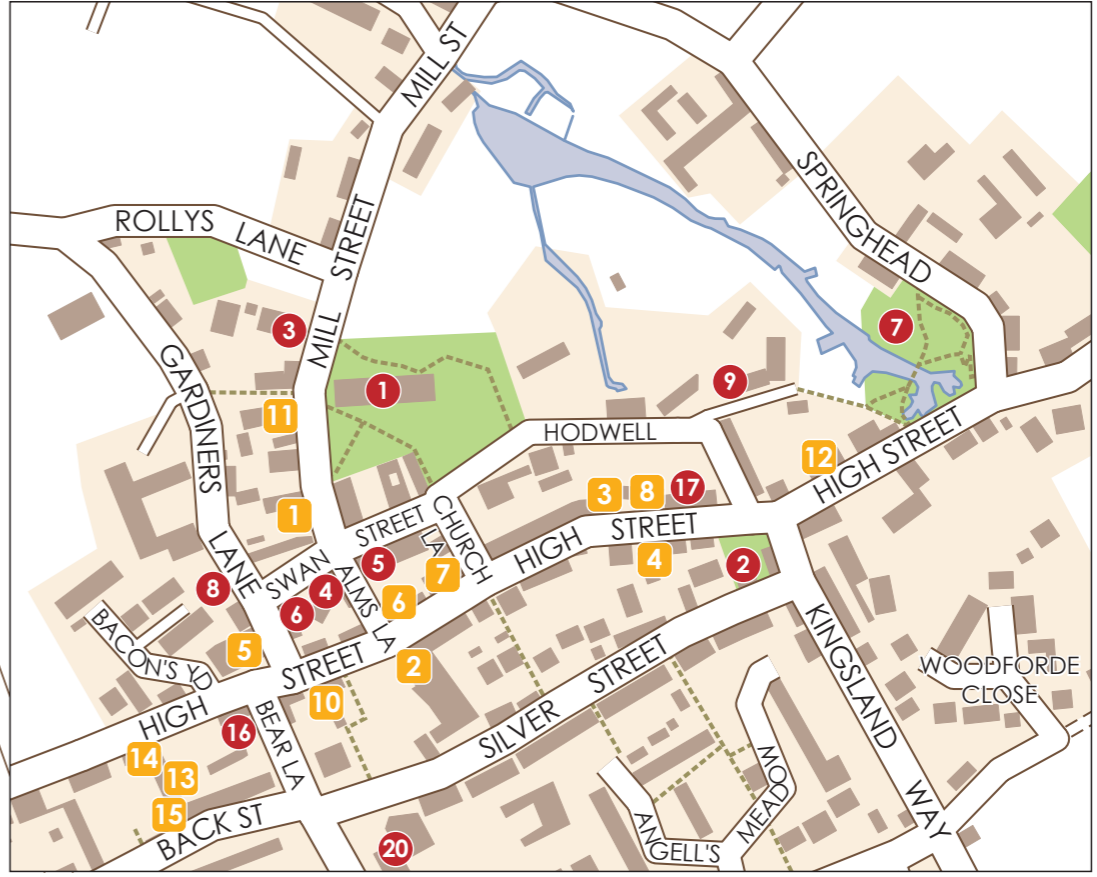 MILL ST
ROLLYS LANE
MILL STREET
SPRINGHEAD
3
7
GARDINERS LANE
1
9
11
HODWELL
12
HIGH STREET
3
8
17
1
SWAN STREET
CHURCH LA
HIGH STREET
5
7
4
2
8
4
6
6
ALMS LA
BACON'S YD
5
2
KINGSLAND WAY
WOODFORDE
CLOSE
HIGH STREET
10
SILVER STREET
16
BEAR LA
14
13
15
BACK ST
20
ANGELL'S
MEAD
MOD